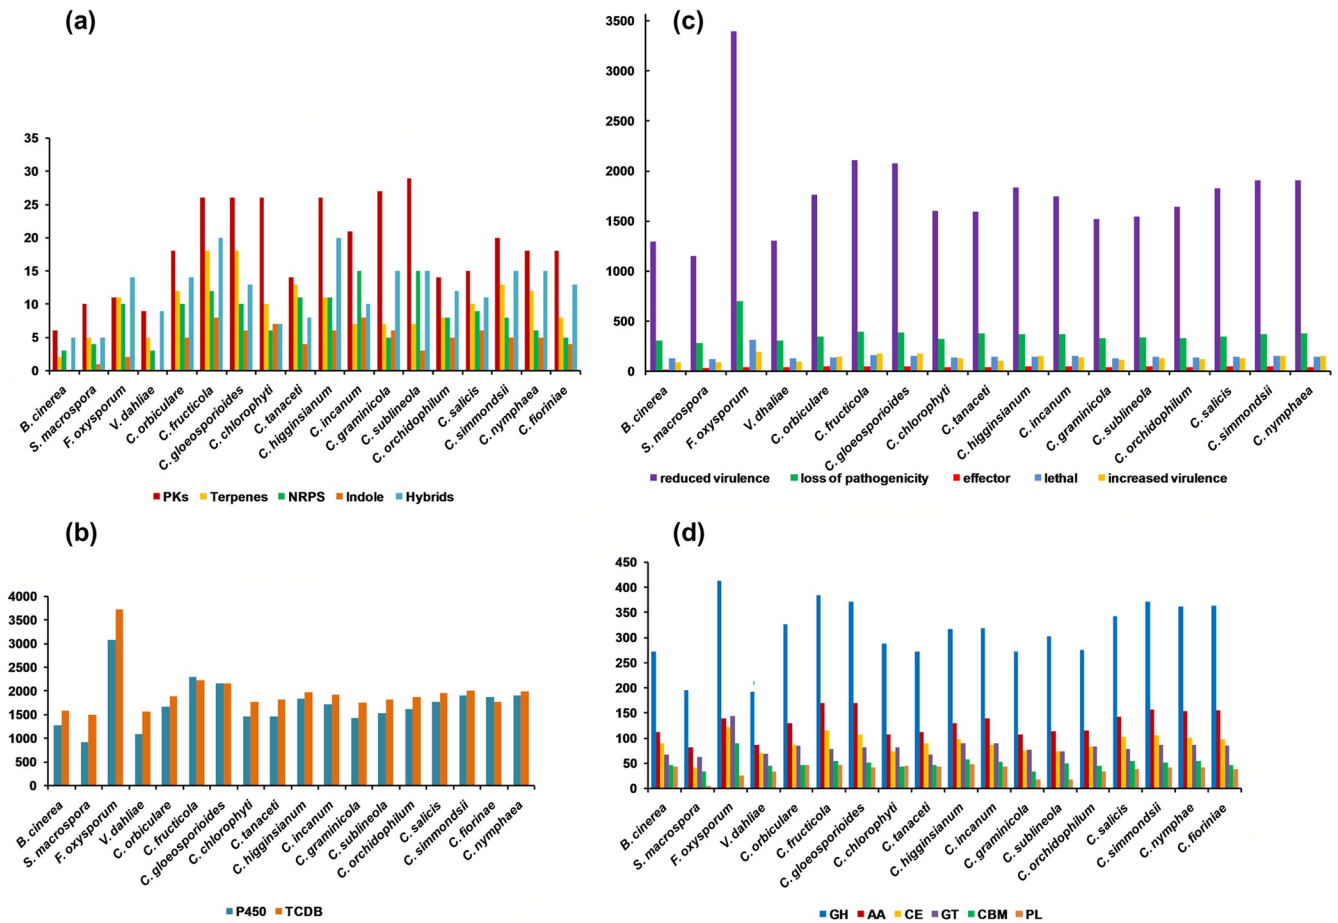 (a)
35
30
25
20
15
10
5
0
B. cinerea
S. macrospora
F. oxysporum
V. dahliae
C. orbiculare
C. fructicola
C. gloeosporioides
C. chlorophyti
C. tanaceti
C. higginsianum
C. incanum
C. graminicola
C. sublineola
C. orchidophilum
C. salicis
C. simmondsii
C. nymphaea
C. fioriniae
PKs Terpenes NRPS Indole Hybrids
(c)
3500
3000
2500
2000
1500
1000
500
0
B. cinerea
S. macrospora
F. oxysporum
V. dhaliae
C. orbiculare
C. fructicola
C. gloeosporioides
C. chlorophyti
C. tanaceti
C. higginsianum
C. incanum
C. graminicola
C. sublineola
C. orchidophilum
C. salicis
C. simmondsii
C. nymphaea
reduced virulence loss of pathogenicity effector lethal increased virulence
(b)
4000
3500
3000
2500
2000
1500
1000
500
0
B. cinerea
S. macrospora
F. oxysporum
V. dahliae
C. orbiculare
C. fructicola
C. gloeosporioides
C. chlorophyti
C. tanaceti
C. higginsianum
C. incanum
C. graminicola
C. sublineola
C. orchidophilum
C. salicis
C. simmondsii
C. fiorinae
C. nymphaea
P450 TCDB
(d)
450
400
350
300
250
200
150
100
50
0
B. cinerea
S. macrospora
F. oxysporum
V. dahliae
C. orbiculare
C. fructicola
C. gloeosporioides
C. chlorophyti
C. tanaceti
C. higginsianum
C. incanum
C. graminicola
C. sublineola
C. orchidophilum
C. salicis
C. simmondsii
C. nymphae
C. fioriniae
GH AA CE GT CBM PL